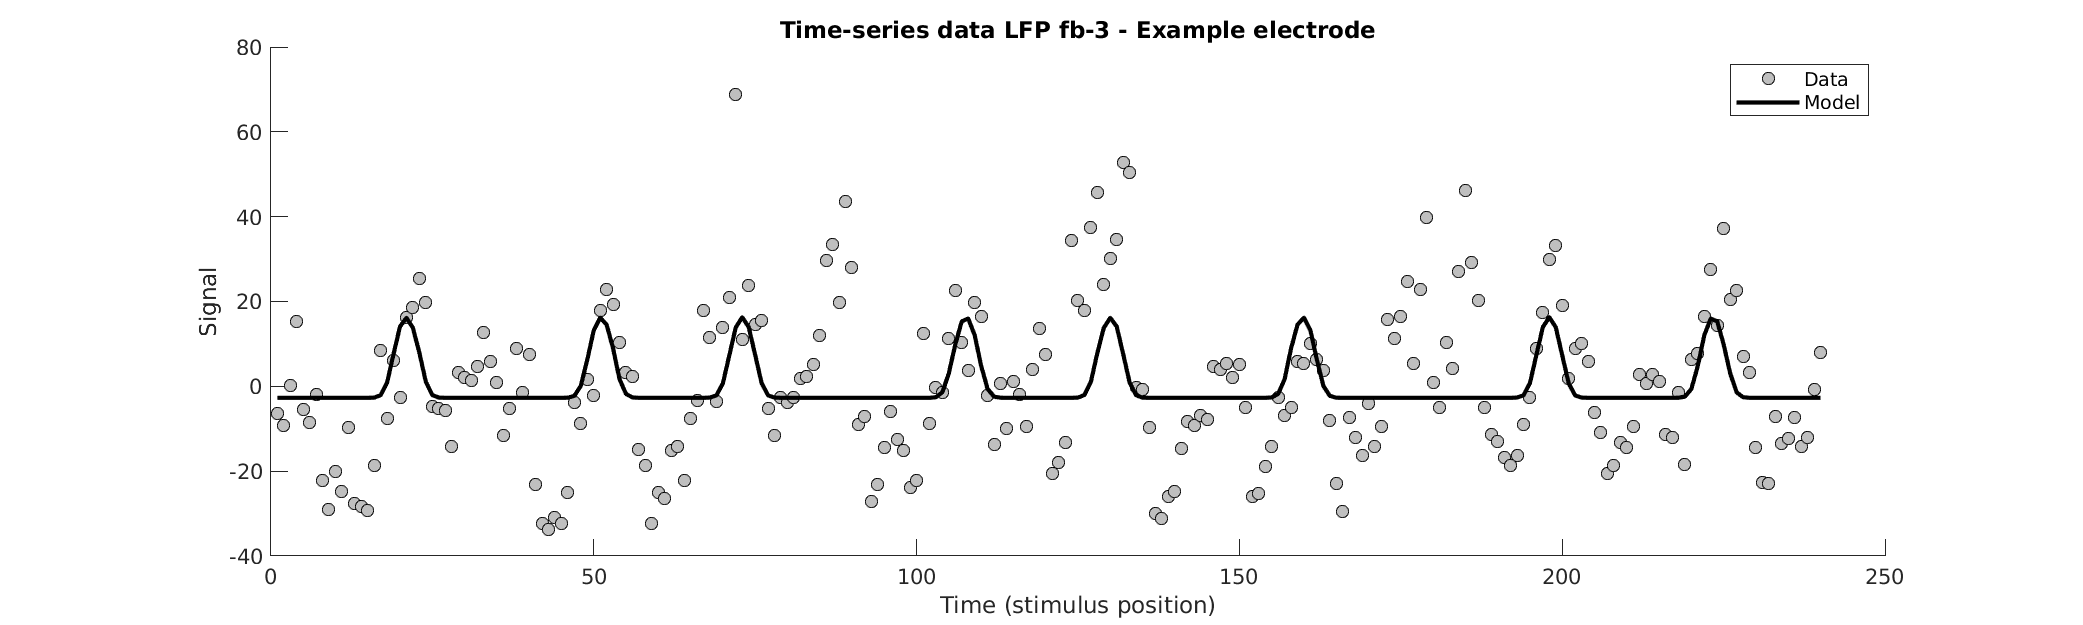 Time-series data LFP fb-3 - Example electrode
80
60
40
20
0
-20
-40
Signal
Data
Model
0 50 100 150 200 250
Time (stimulus position)